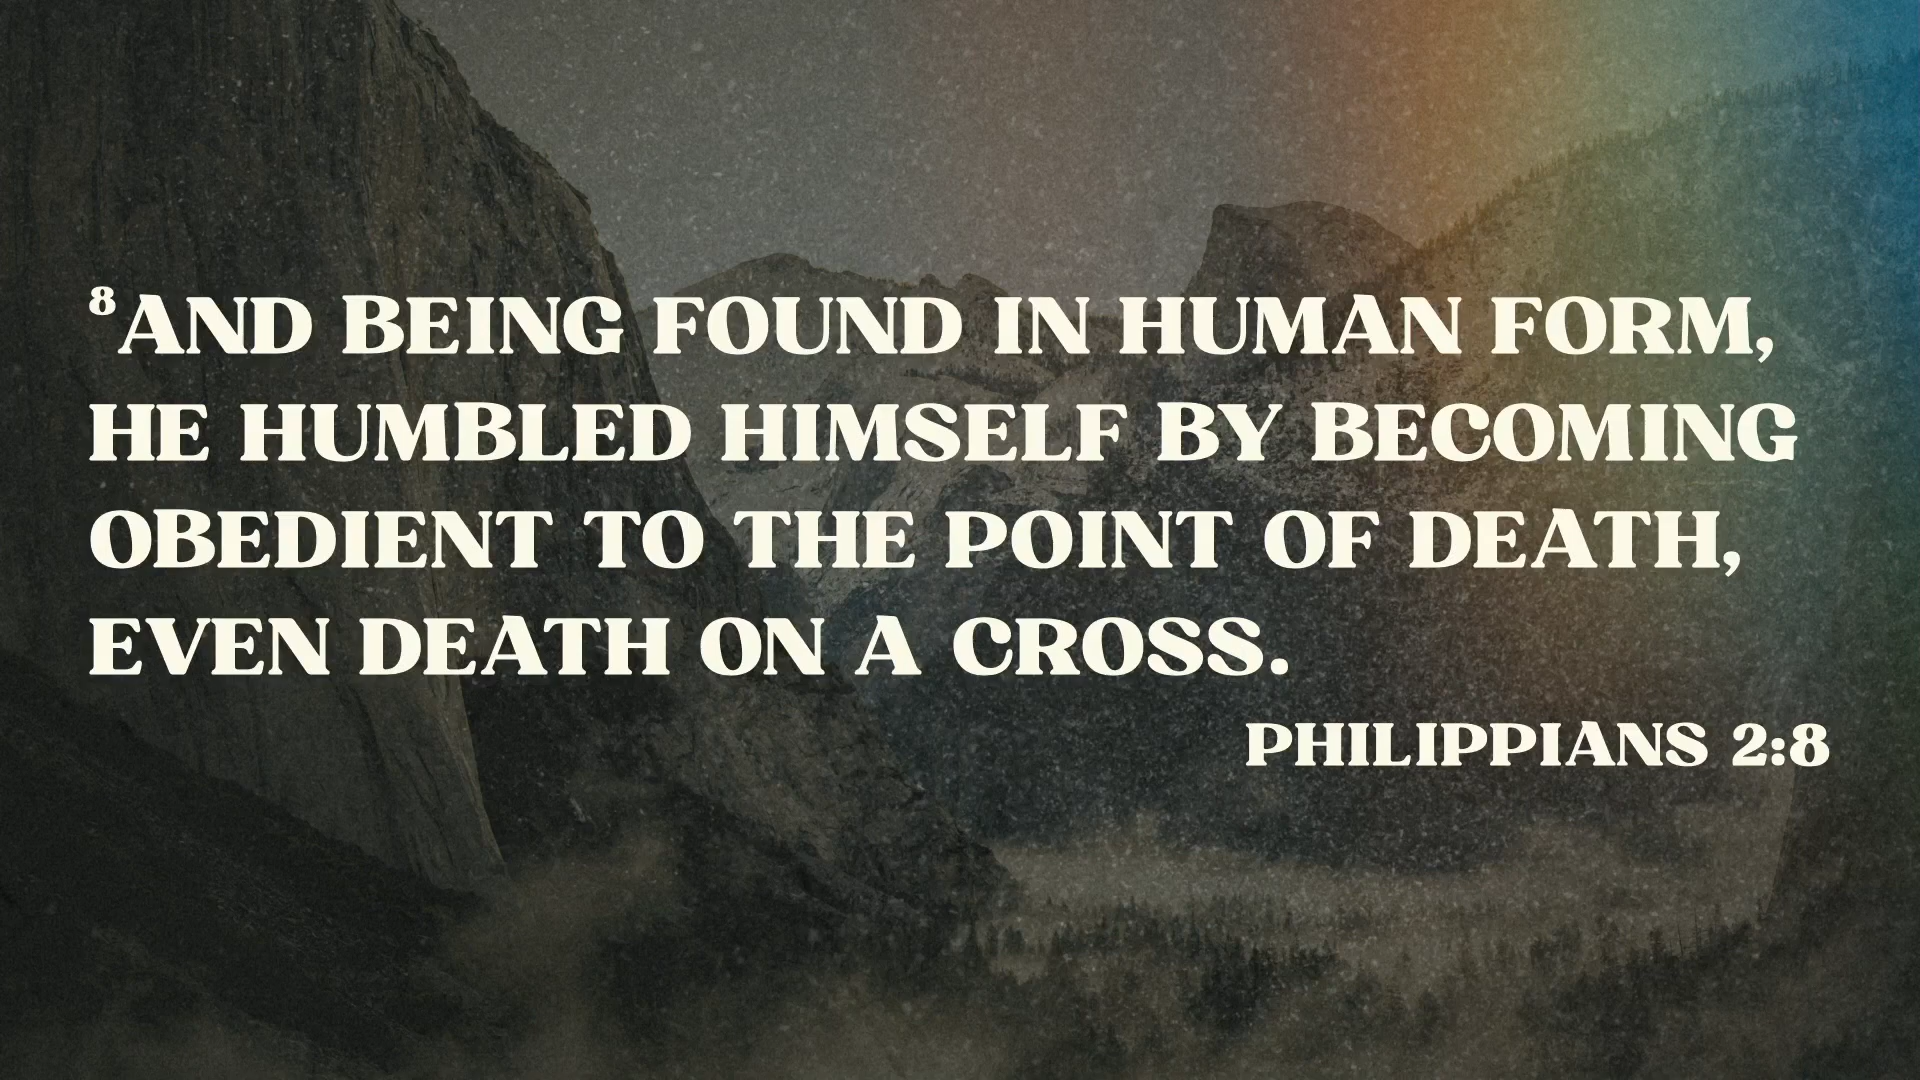 ⁸AND BEING FOUND IN HUMAN FORM,
HE HUMBLED HIMSELF BY BECOMING
OBEDIENT TO THE POINT OF DEATH,
EVEN DEATH ON A CROSS.
PHILIPPIANS 2:8